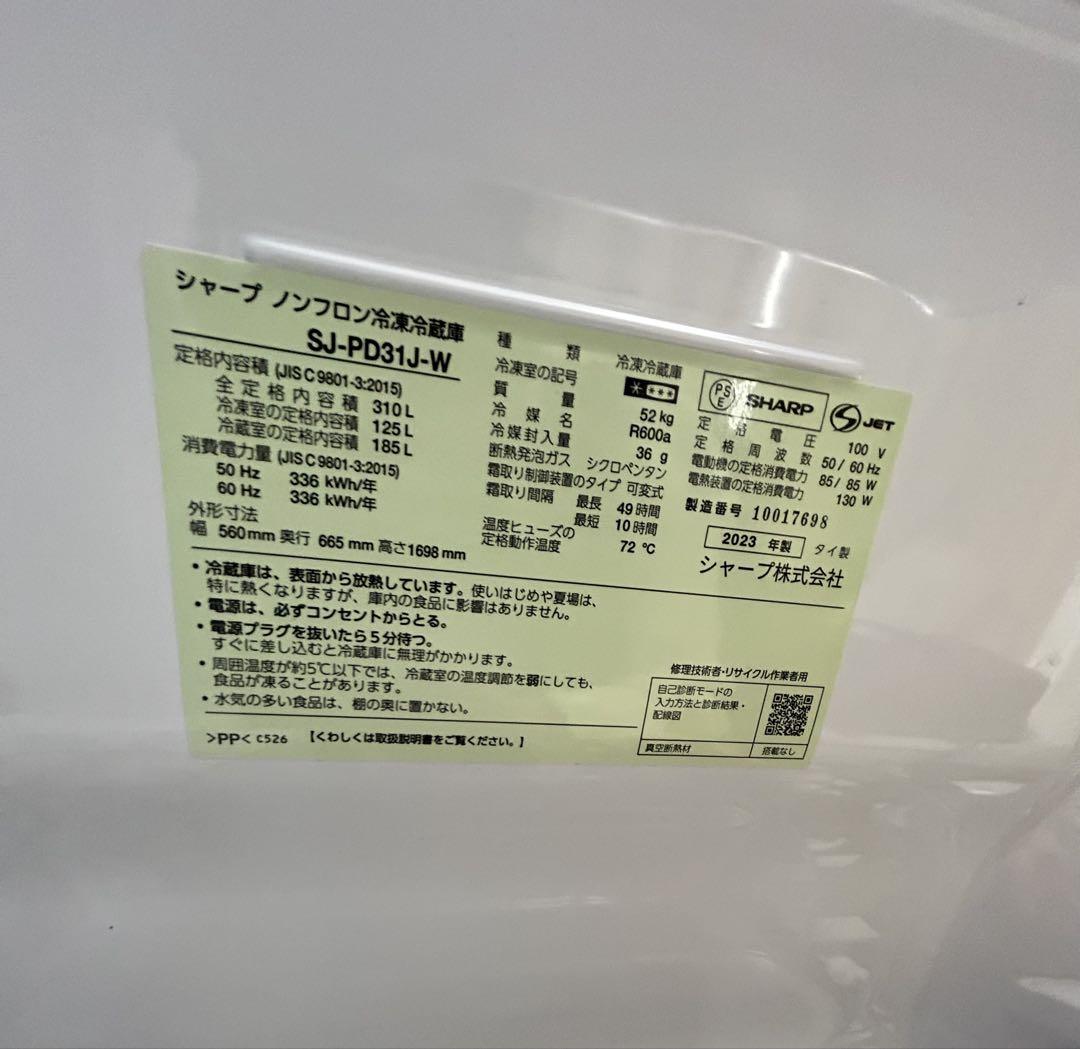 シャープ ノンフロン冷凍冷蔵庫
SJ-PD31J-W
定格内容積 (JIS C 9801-3:2015)
全定格内容積 310 L
冷凍室の定格内容積 125 L
冷蔵室の定格内容積 185 L
消費電力量 (JIS C 9801-3:2015)
50 Hz 336 kWh/年
60 Hz 336 kWh/年
外形寸法
幅 560 mm 奥行 665 mm 高さ 1698 mm
種類 冷凍冷蔵庫
冷凍室の記号
質量 52 kg
冷媒名 R600a
冷媒封入量 36 g
断熱発泡ガス シクロペンタン
霜取り制御装置のタイプ 可変式
霜取り間隔 最長 49 時間
最短 10 時間
温度ヒューズの
定格動作温度 72 ℃
PSE SHARP JET
定格電圧 100 V
定格周波数 50 / 60 Hz
電動機の定格消費電力 85 / 85 W
電熱装置の定格消費電力 130 W
製造番号 10017698
2023 年製 タイ製
シャープ株式会社
• 冷蔵庫は、表面から放熱しています。使いはじめや夏場は、
特に熱くなりますが、庫内の食品に影響はありません。
• 電源は、必ずコンセントからとる。
• 電源プラグを抜いたら5分待つ。
すぐに差し込むと冷蔵庫に無理がかかります。
• 周囲温度が約5℃以下では、冷蔵室の温度調節を弱にしても、
食品が凍ることがあります。
• 水気の多い食品は、棚の奥に置かない。
>PP< C526 【くわしくは取扱説明書をご覧ください。】
修理技術者・リサイクル作業者用
自己診断モードの
入力方法と診断結果・
配線図
真空断熱材 搭載なし